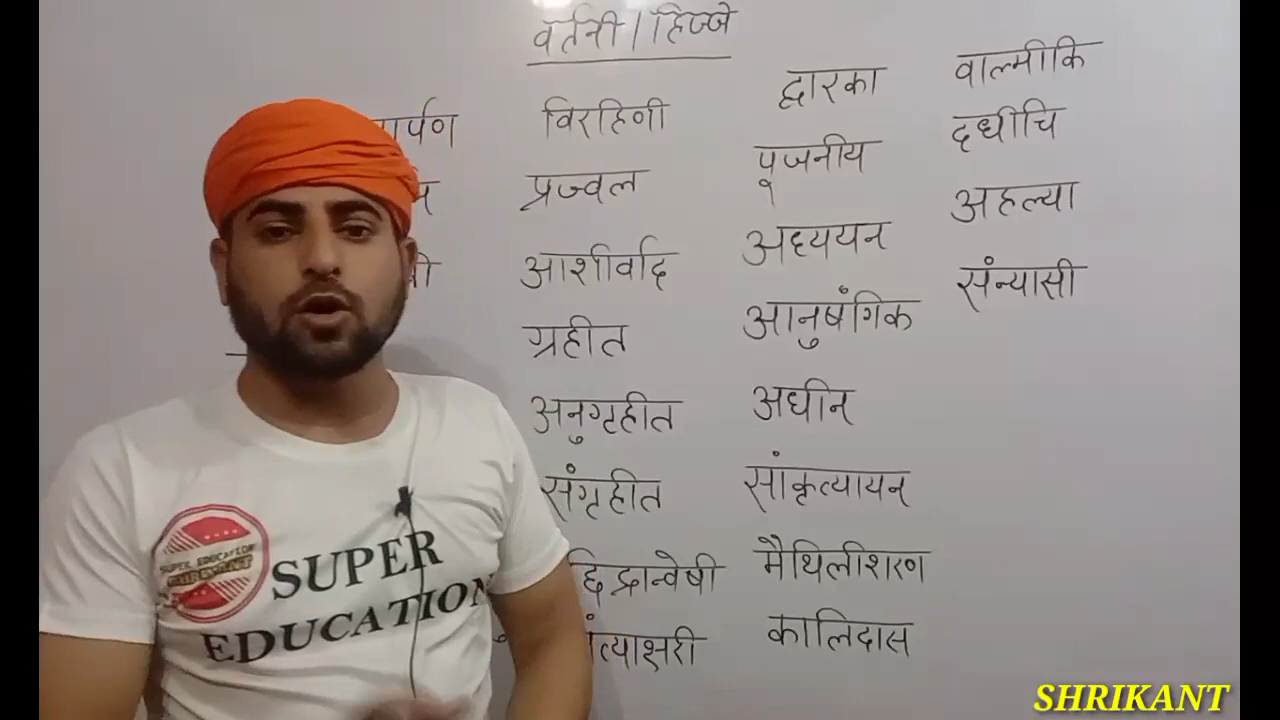 वर्तनी / हिज्जे
विरहिणी
प्रज्वल
आशीर्वाद
ग्रहीत
अनुगृहीत
संगृहीत
छिद्रान्वेषी
द्वारका
पूजनीय
अध्ययन
आनुषंगिक
अधीन
सांकृत्यायन
मैथिलीशरण
कालिदास
वाल्मीकि
दधीचि
अहल्या
संन्यासी
SUPER
EDUCATION
SHRIKANT